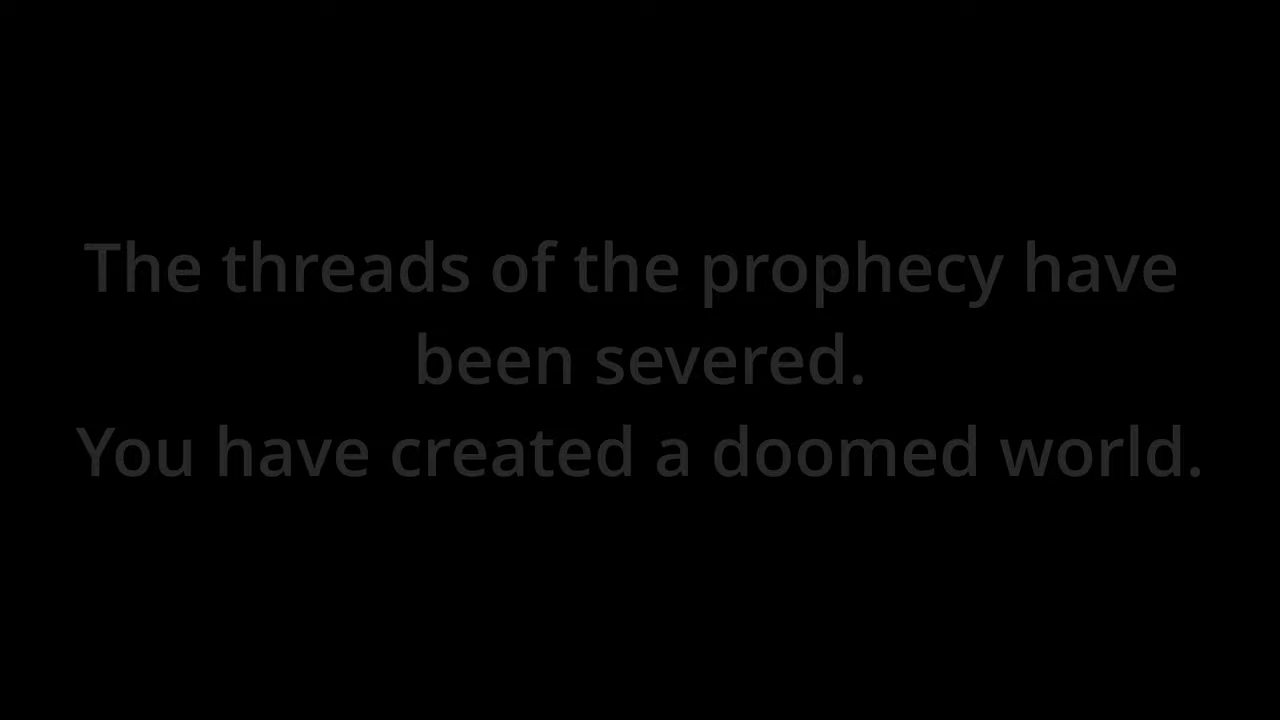 The threads of the prophecy have
been severed.
You have created a doomed world.